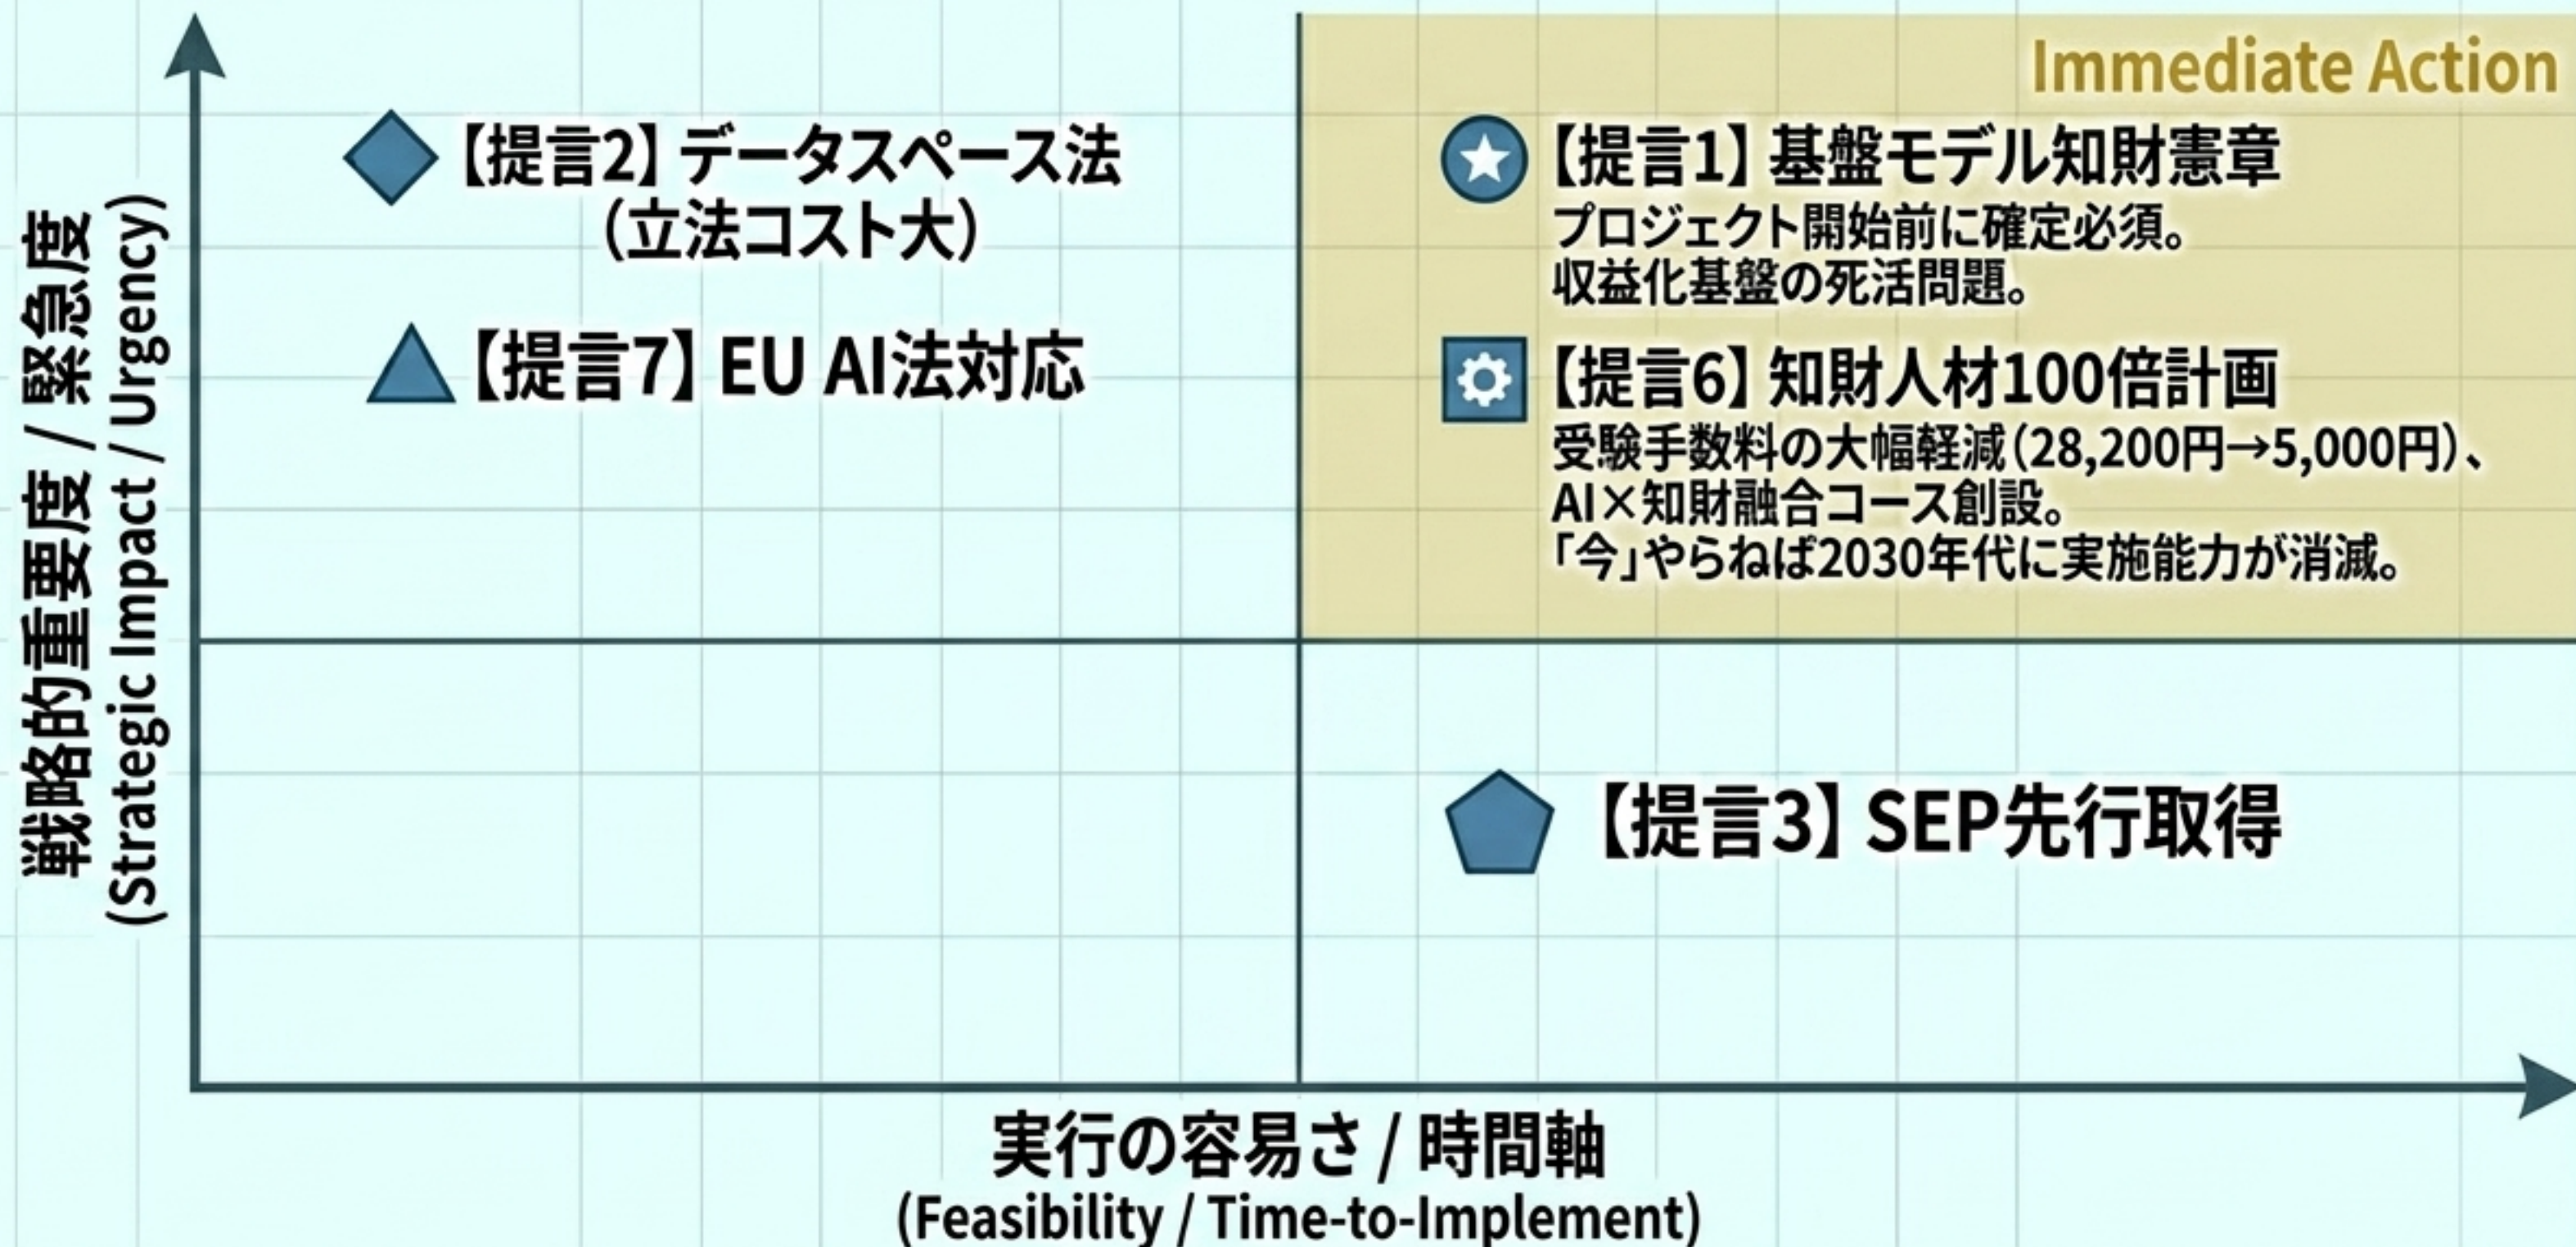 戦略的重要度 / 緊急度
(Strategic Impact / Urgency)
【提言2】データスペース法
（立法コスト大）
【提言7】EU AI法対応
Immediate Action
【提言1】基盤モデル知財憲章
プロジェクト開始前に確定必須。
収益化基盤の死活問題。
【提言6】知財人材100倍計画
受験手数料の大幅軽減（28,200円→5,000円）、
AI×知財融合コース創設。
「今」やらねば2030年代に実施能力が消滅。
【提言3】SEP先行取得
実行の容易さ / 時間軸
(Feasibility / Time-to-Implement)